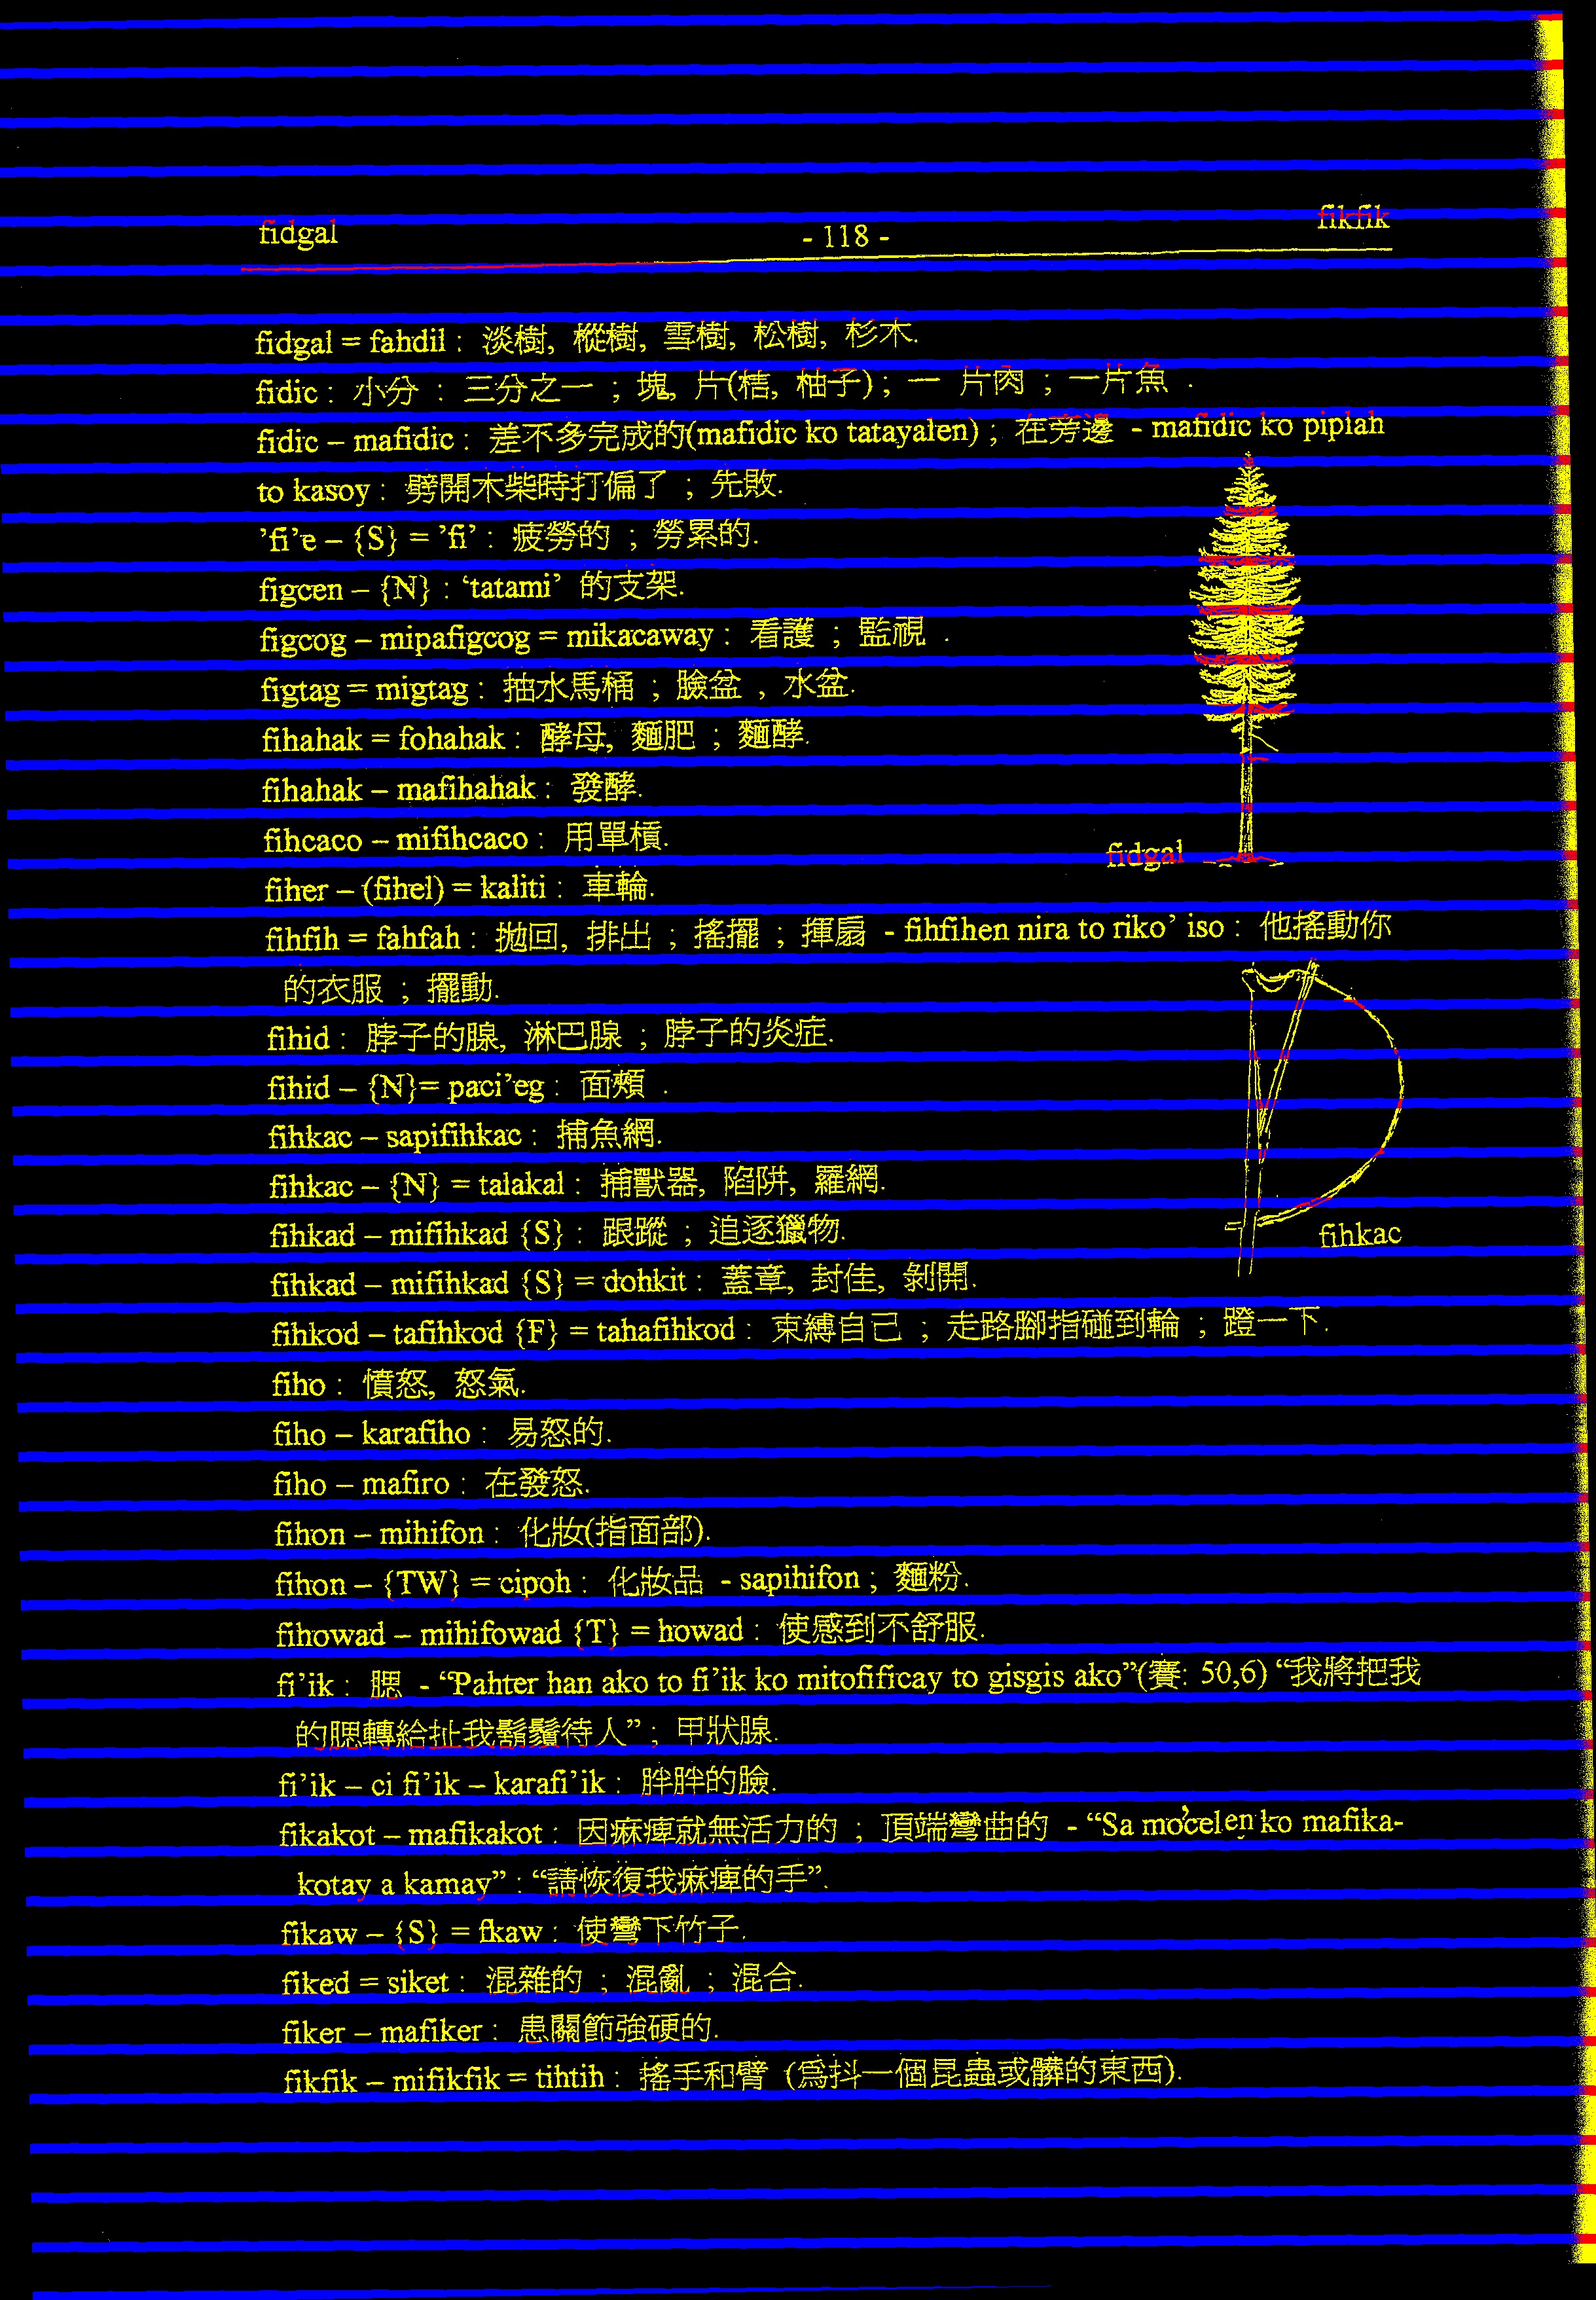 fidgal - 118 - fikfik
fidgal = fahdil : 淡樹, 樅樹, 雪樹, 松樹, 杉木.
fidic : 小分 : 三分之一 ; 塊, 片(桔, 柚子) ; 一 片肉 ; 一片魚 .
fidic – mafidic : 差不多完成的(mafidic ko tatayalen) ; 在旁邊 - mafidic ko piplah
to kasoy : 劈開木柴時打偏了 ; 失敗.
’fi’e – {S} = ’fi’ : 疲勞的 ; 勞累的.
figcen – {N} : ‘tatami’ 的支架.
figcog – mipafigcog = mikacaway : 看護 ; 監視 .
figtag = migtag : 抽水馬桶 ; 臉盆 , 水盆.
fihahak = fohahak : 酵母, 麵肥 ; 麵酵.
fihahak – mafihahak : 發酵.
fihcaco – mifihcaco : 用單槓.
fiher – (fihel) = kaliti : 車輪.
fihfih = fahfah : 拋回, 排出 ; 搖擺 ; 揮扇 - fihfihen nira to riko’ iso : 他搖動你
的衣服 ; 擺動.
fihid : 脖子的腺, 淋巴腺 ; 脖子的炎症.
fihid – {N}= paci’eg : 面頰 .
fihkac – sapifihkac : 捕魚網.
fihkac – {N} = talakal : 捕獸器, 陷阱, 羅網.
fihkad – mifihkad {S} : 跟蹤 ; 追逐獵物.
fihkad – mifihkad {S} = dohkit : 蓋章, 封佳, 剝開.
fihkod – tafihkod {F} = tahafihkod : 束縛自己 ; 走路腳指碰到輪 ; 蹬一下.
fiho : 憤怒, 怒氣.
fiho – karafiho : 易怒的.
fiho – mafiro : 在發怒.
fihon – mihifon : 化妝(指面部).
fihon – {TW} = cipoh : 化妝品 - sapihifon ; 麵粉.
fihowad – mihifowad {T} = howad : 使感到不舒服.
fi’ik : 腮 - “Pahter han ako to fi’ik ko mitofificay to gisgis ako”(賽: 50,6) “我將把我
的腮轉給扯我鬍鬚待人” ; 甲狀腺.
fi’ik – ci fi’ik – karafi’ik : 胖胖的臉.
fikakot – mafikakot : 因麻痺就無活力的 ; 頂端彎曲的 - “Sa mo’celen ko mafika-
kotay a kamay” : “請恢復我麻痺的手”.
fikaw – {S} = fkaw : 使彎下竹子.
fiked = siket : 混雜的 ; 混亂 ; 混合.
fiker – mafiker : 患關節強硬的.
fikfik – mifikfik = tihtih : 搖手和臂 (爲抖一個昆蟲或髒的東西).
fidgal
fihkac